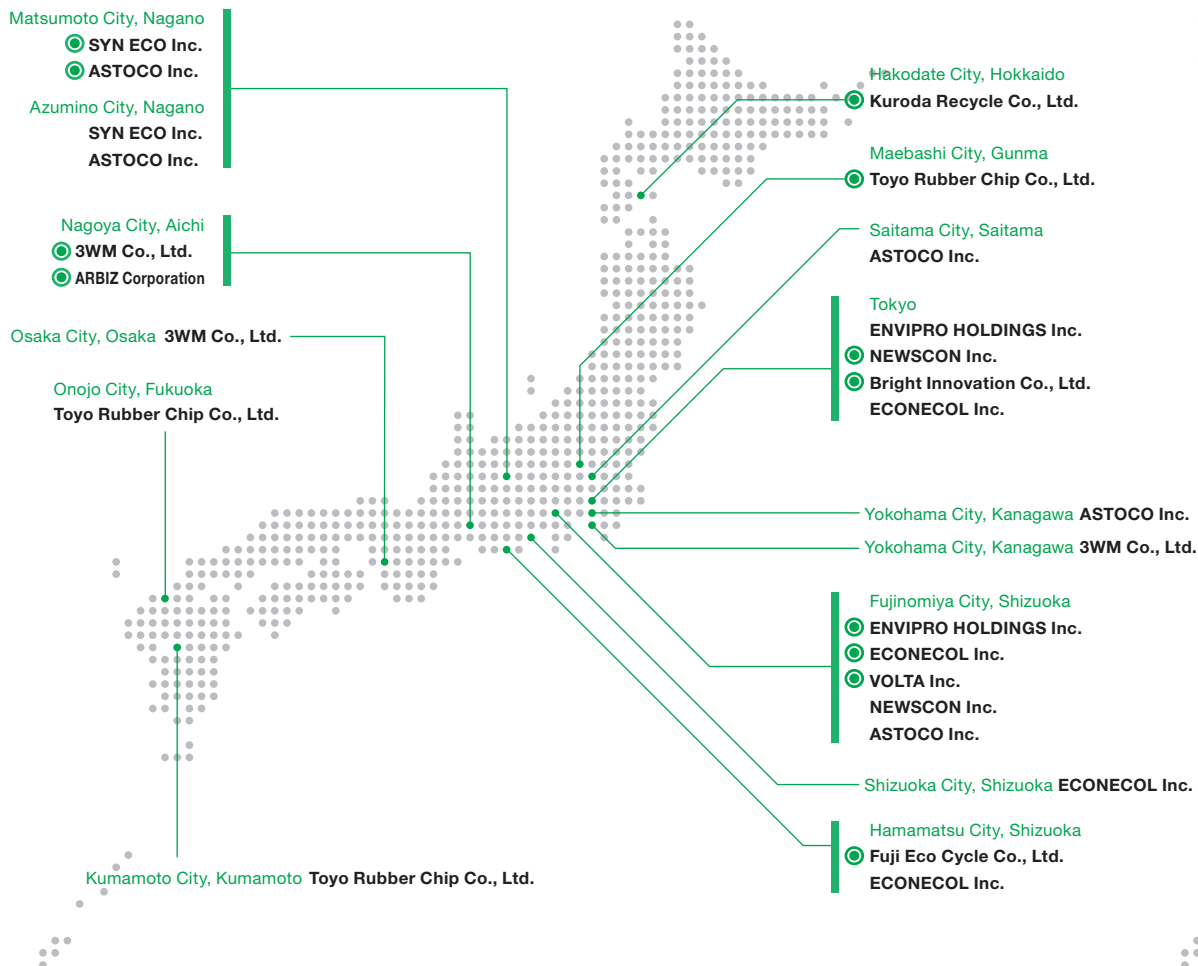 Matsumoto City, Nagano
SYN ECO Inc.
ASTOCO Inc.
Azumino City, Nagano
SYN ECO Inc.
ASTOCO Inc.
Nagoya City, Aichi
3WM Co., Ltd.
ARBIZ Corporation
Osaka City, Osaka 3WM Co., Ltd.
Onojo City, Fukuoka
Toyo Rubber Chip Co., Ltd.
Kumamoto City, Kumamoto Toyo Rubber Chip Co., Ltd.
Hakodate City, Hokkaido
Kuroda Recycle Co., Ltd.
Maebashi City, Gunma
Toyo Rubber Chip Co., Ltd.
Saitama City, Saitama
ASTOCO Inc.
Tokyo
ENVIPRO HOLDINGS Inc.
NEWSCON Inc.
Bright Innovation Co., Ltd.
ECONECOL Inc.
Yokohama City, Kanagawa ASTOCO Inc.
Yokohama City, Kanagawa 3WM Co., Ltd.
Fujinomiya City, Shizuoka
ENVIPRO HOLDINGS Inc.
ECONECOL Inc.
VOLTA Inc.
NEWSCON Inc.
ASTOCO Inc.
Shizuoka City, Shizuoka ECONECOL Inc.
Hamamatsu City, Shizuoka
Fuji Eco Cycle Co., Ltd.
ECONECOL Inc.